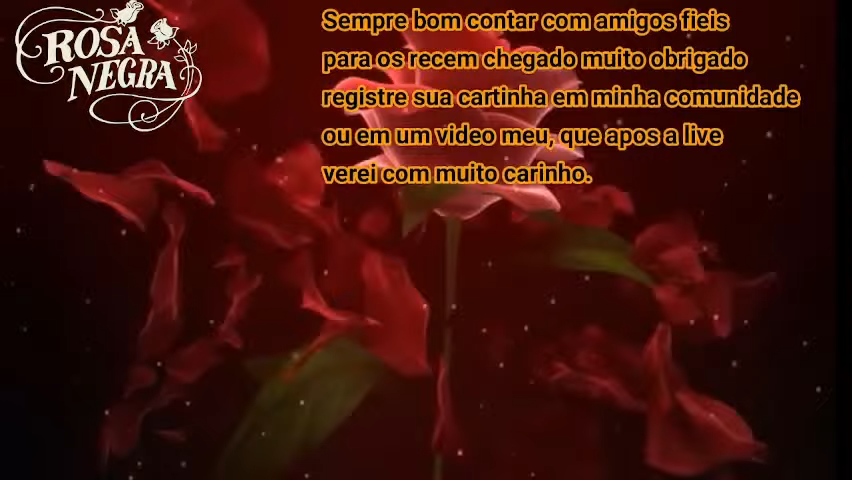 ROSA
NEGRA
Sempre bom contar com amigos fieis
para os recem chegado muito obrigado
registre sua cartinha em minha comunidade
ou em um video meu, que apos a live
verei com muito carinho.